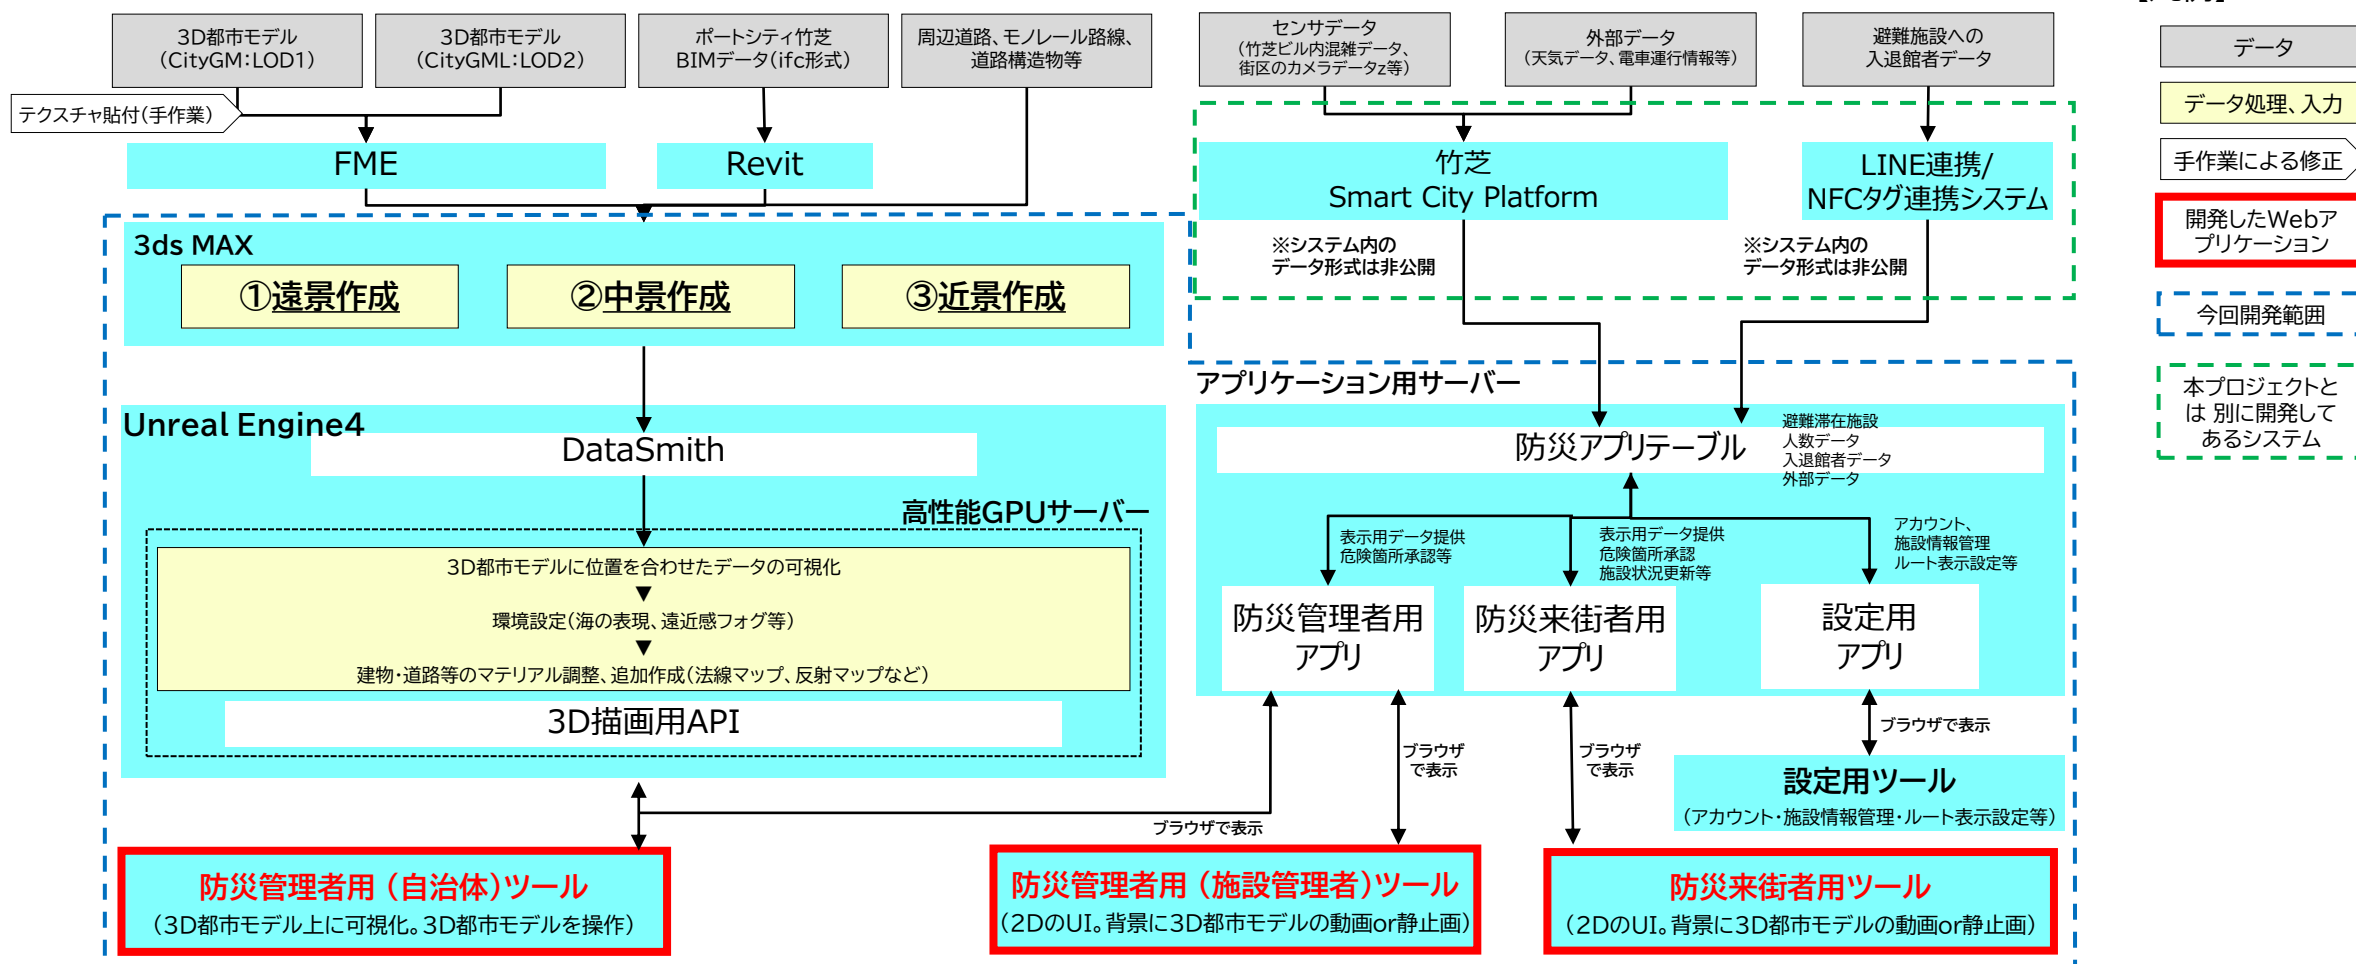 3D都市モデル
(CityGM:LOD1)
3D都市モデル
(CityGML:LOD2)
ポートシティ竹芝
BIMデータ(ifc形式)
周辺道路、モノレール路線、
道路構造物等
センサデータ
(竹芝ビル内混雑データ、
街区のカメラデータz等)
外部データ
(天気データ、電車運行情報等)
避難施設への
入退館者データ
テクスチャ貼付(手作業)
FME
Revit
竹芝
Smart City Platform
LINE連携/
NFCタグ連携システム
※システム内の
データ形式は非公開
※システム内の
データ形式は非公開
3ds MAX
①遠景作成
②中景作成
③近景作成
Unreal Engine4
DataSmith
高性能GPUサーバー
3D都市モデルに位置を合わせたデータの可視化
▼
環境設定(海の表現、遠近感フォグ等)
▼
建物・道路等のマテリアル調整、追加作成(法線マップ、反射マップなど)
3D描画用API
アプリケーション用サーバー
防災アプリテーブル
避難滞在施設
人数データ
入退館者データ
外部データ
表示用データ提供
危険箇所承認等
表示用データ提供
危険箇所承認
施設状況更新等
アカウント、
施設情報管理
ルート表示設定等
防災管理者用
アプリ
防災来街者用
アプリ
設定用
アプリ
ブラウザで表示
ブラウザ
で表示
ブラウザ
で表示
ブラウザで表示
設定用ツール
(アカウント・施設情報管理・ルート表示設定等)
防災管理者用(自治体)ツール
(3D都市モデル上に可視化。3D都市モデルを操作)
防災管理者用(施設管理者)ツール
(2DのUI。背景に3D都市モデルの動画or静止画)
防災来街者用ツール
(2DのUI。背景に3D都市モデルの動画or静止画)
データ
データ処理、入力
手作業による修正
開発したWebア
プリケーション
今回開発範囲
本プロジェクトと
は 別に開発して
あるシステム